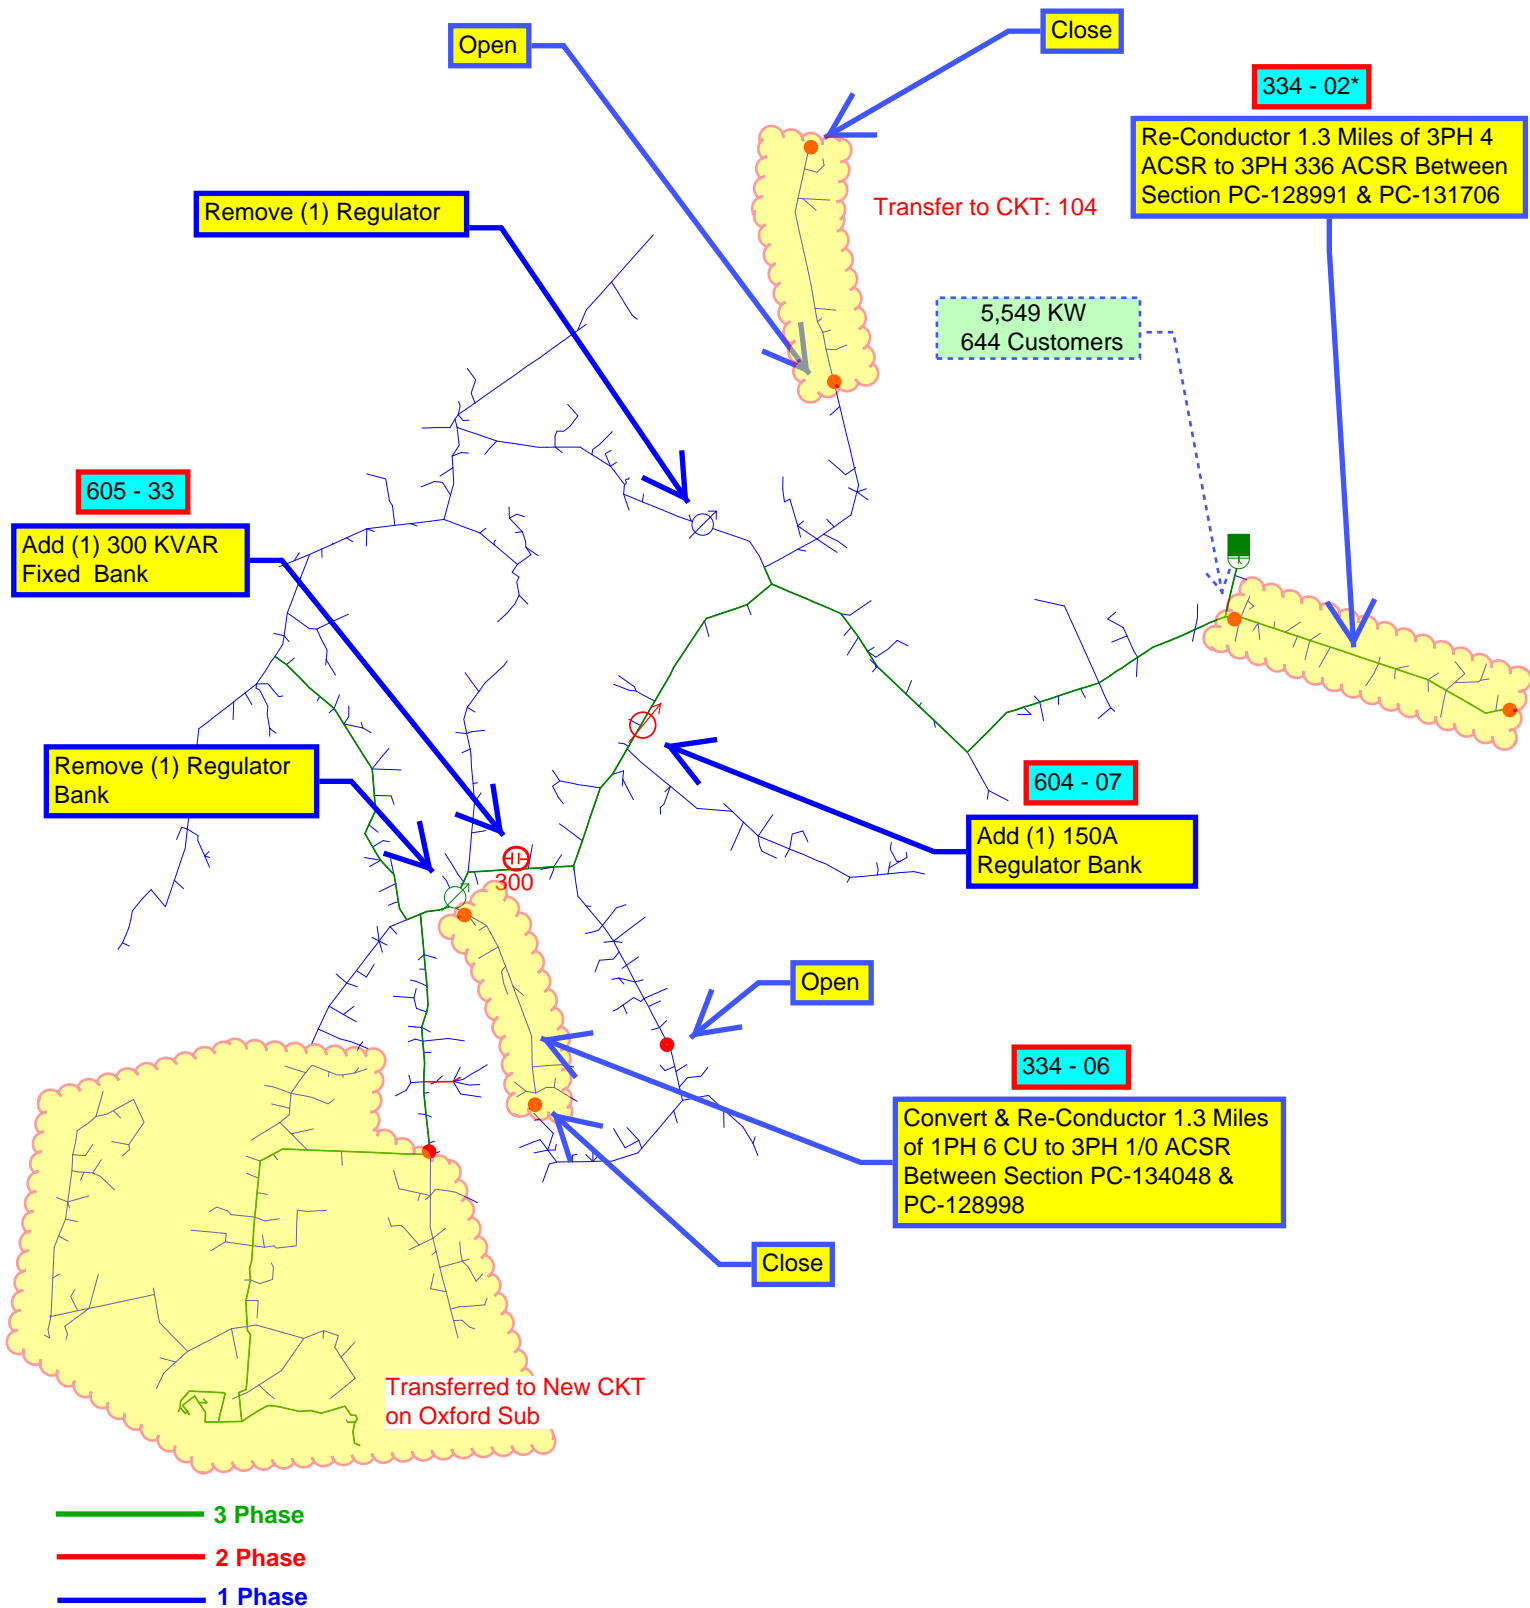 Open
Close
334 - 02*
Re-Conductor 1.3 Miles of 3PH 4
ACSR to 3PH 336 ACSR Between
Section PC-128991 & PC-131706
Remove (1) Regulator
Transfer to CKT: 104
5,549 KW
644 Customers
605 - 33
Add (1) 300 KVAR
Fixed Bank
Remove (1) Regulator
Bank
604 - 07
Add (1) 150A
Regulator Bank
300
Open
334 - 06
Convert & Re-Conductor 1.3 Miles
of 1PH 6 CU to 3PH 1/0 ACSR
Between Section PC-134048 &
PC-128998
Close
Transferred to New CKT
on Oxford Sub
3 Phase
2 Phase
1 Phase